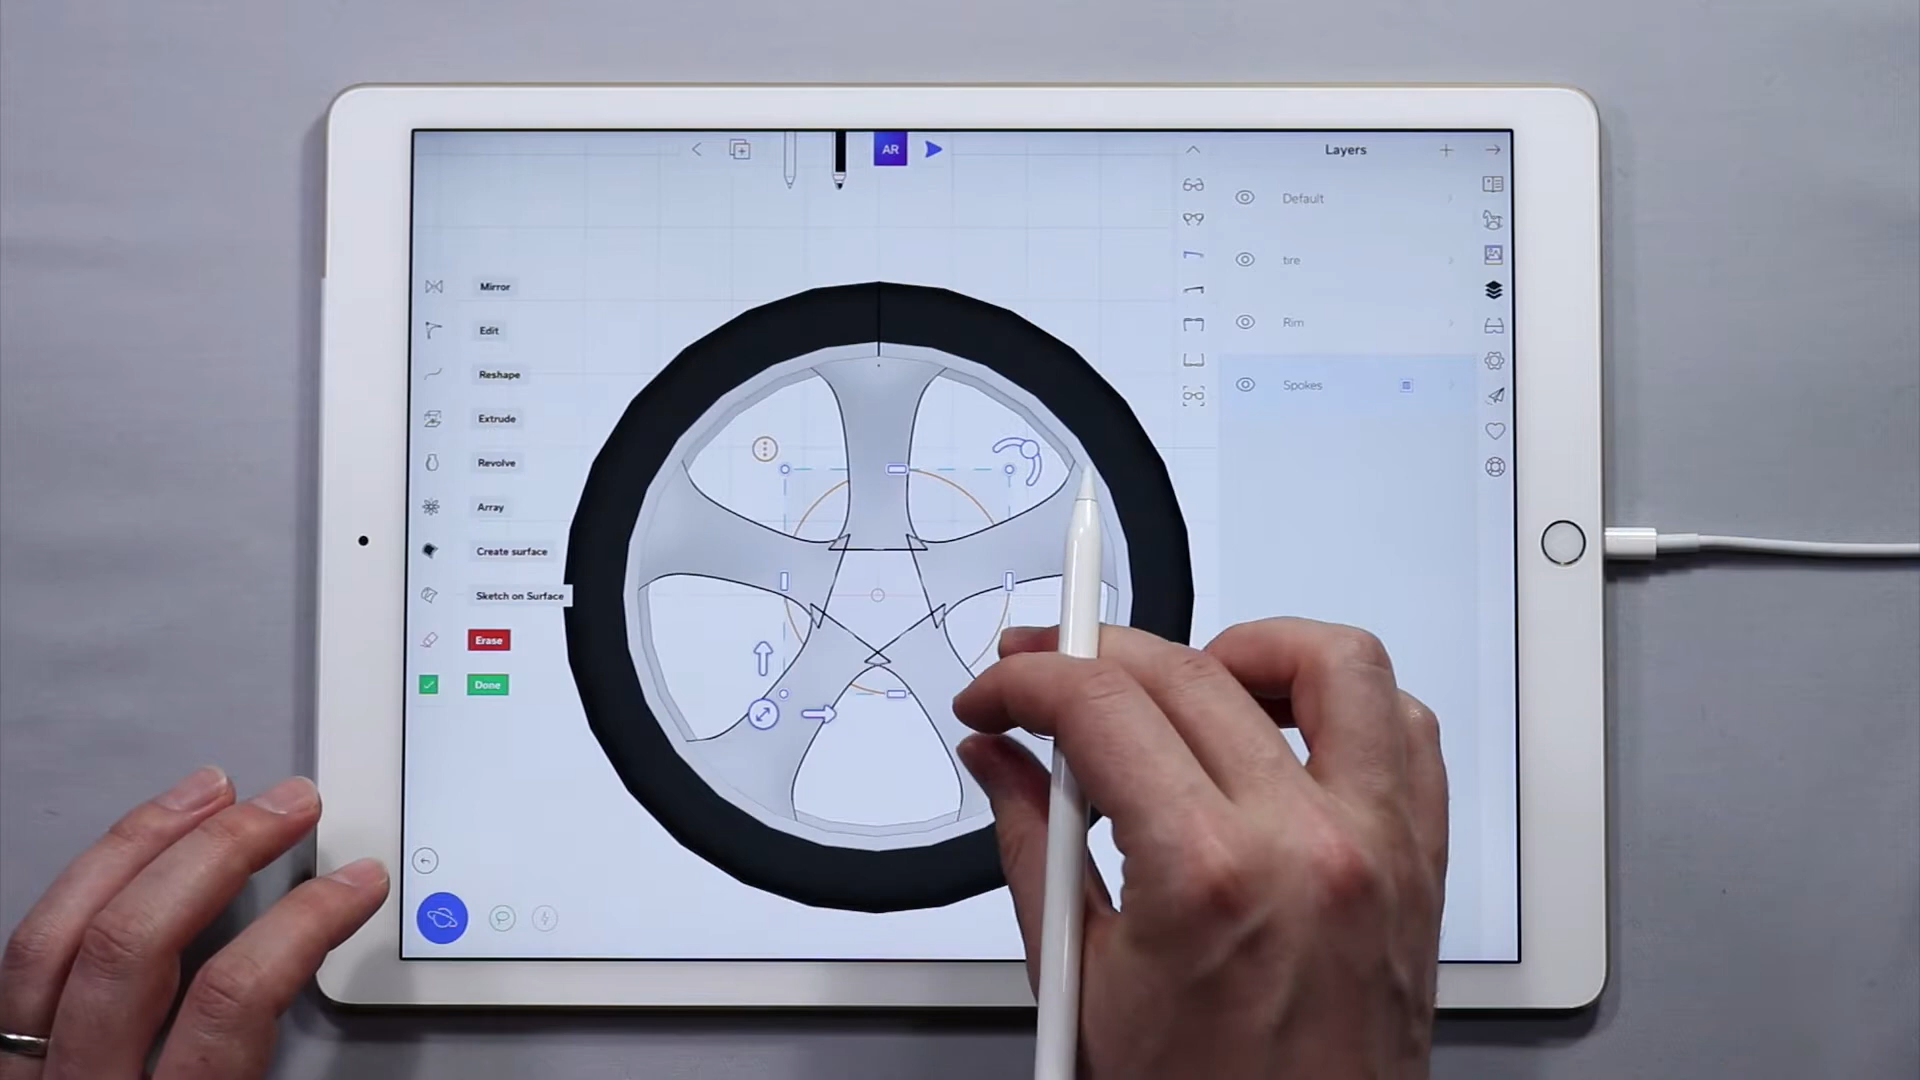 AR
Layers
Default
tire
Rim
Spokes
Mirror
Edit
Reshape
Extrude
Revolve
Array
Create surface
Sketch on Surface
Erase
Done